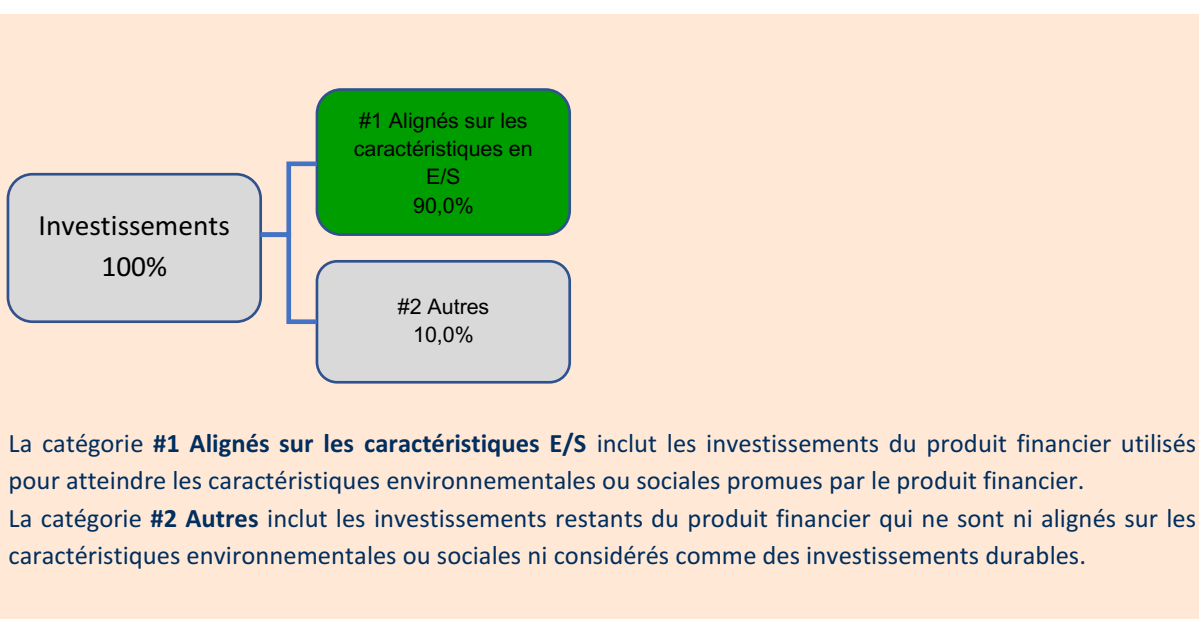 #1 Alignés sur les
caractéristiques en
E/S
90,0%
Investissements
100%
#2 Autres
10,0%
La catégorie #1 Alignés sur les caractéristiques E/S inclut les investissements du produit financier utilisés
pour atteindre les caractéristiques environnementales ou sociales promues par le produit financier.
La catégorie #2 Autres inclut les investissements restants du produit financier qui ne sont ni alignés sur les
caractéristiques environnementales ou sociales ni considérés comme des investissements durables.